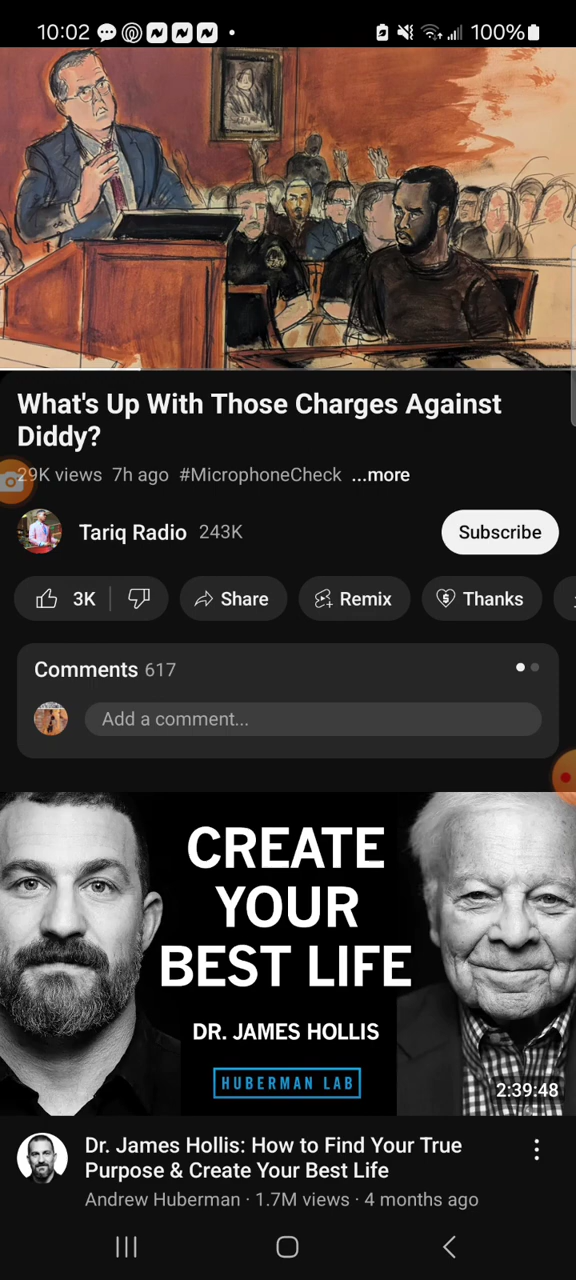 10:02
100%
What's Up With Those Charges Against
Diddy?
29K views 7h ago #MicrophoneCheck ...more
Tariq Radio 243K
Subscribe
3K
Share
Remix
Thanks
Comments 617
Add a comment...
CREATE
YOUR
BEST LIFE
DR. JAMES HOLLIS
HUBERMAN LAB
2:39:48
Dr. James Hollis: How to Find Your True
Purpose & Create Your Best Life
Andrew Huberman · 1.7M views · 4 months ago